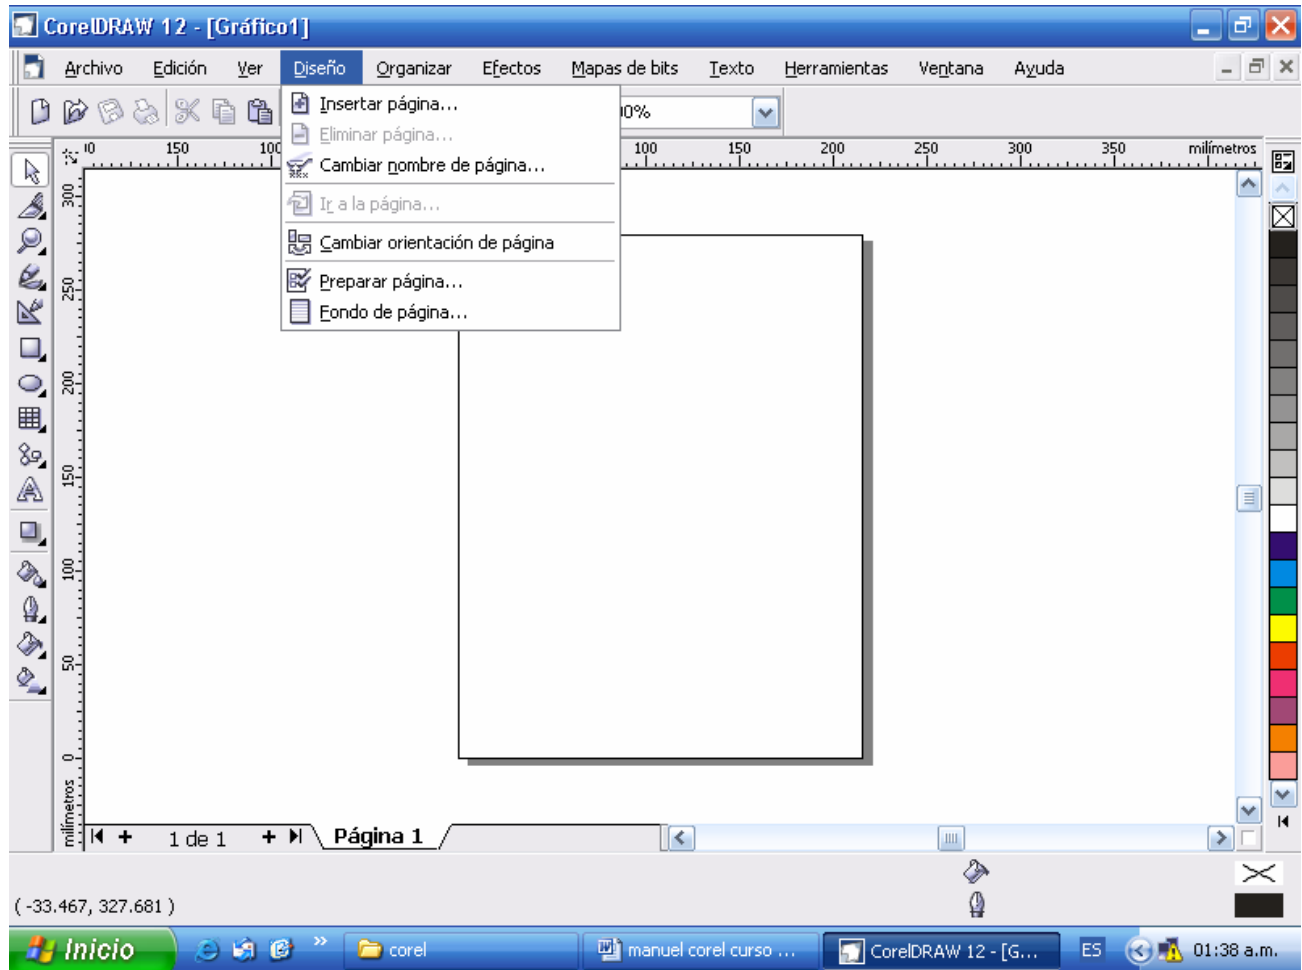 CorelDRAW 12 - [Gráfico1]
Archivo Edición Ver Diseño Organizar Efectos Mapas de bits Texto Herramientas Ventana Ayuda
Insertar página...
Eliminar página...
Cambiar nombre de página...
Ir a la página...
Cambiar orientación de página
Preparar página...
Fondo de página...
0%
150 100 100 150 200 250 300 350 milímetros
300
250
200
150
100
50
0
milímetros
1 de 1 Página 1
( -33.467, 327.681 )
Inicio corel manuel corel curso ... CorelDRAW 12 - [G... ES 01:38 a.m.